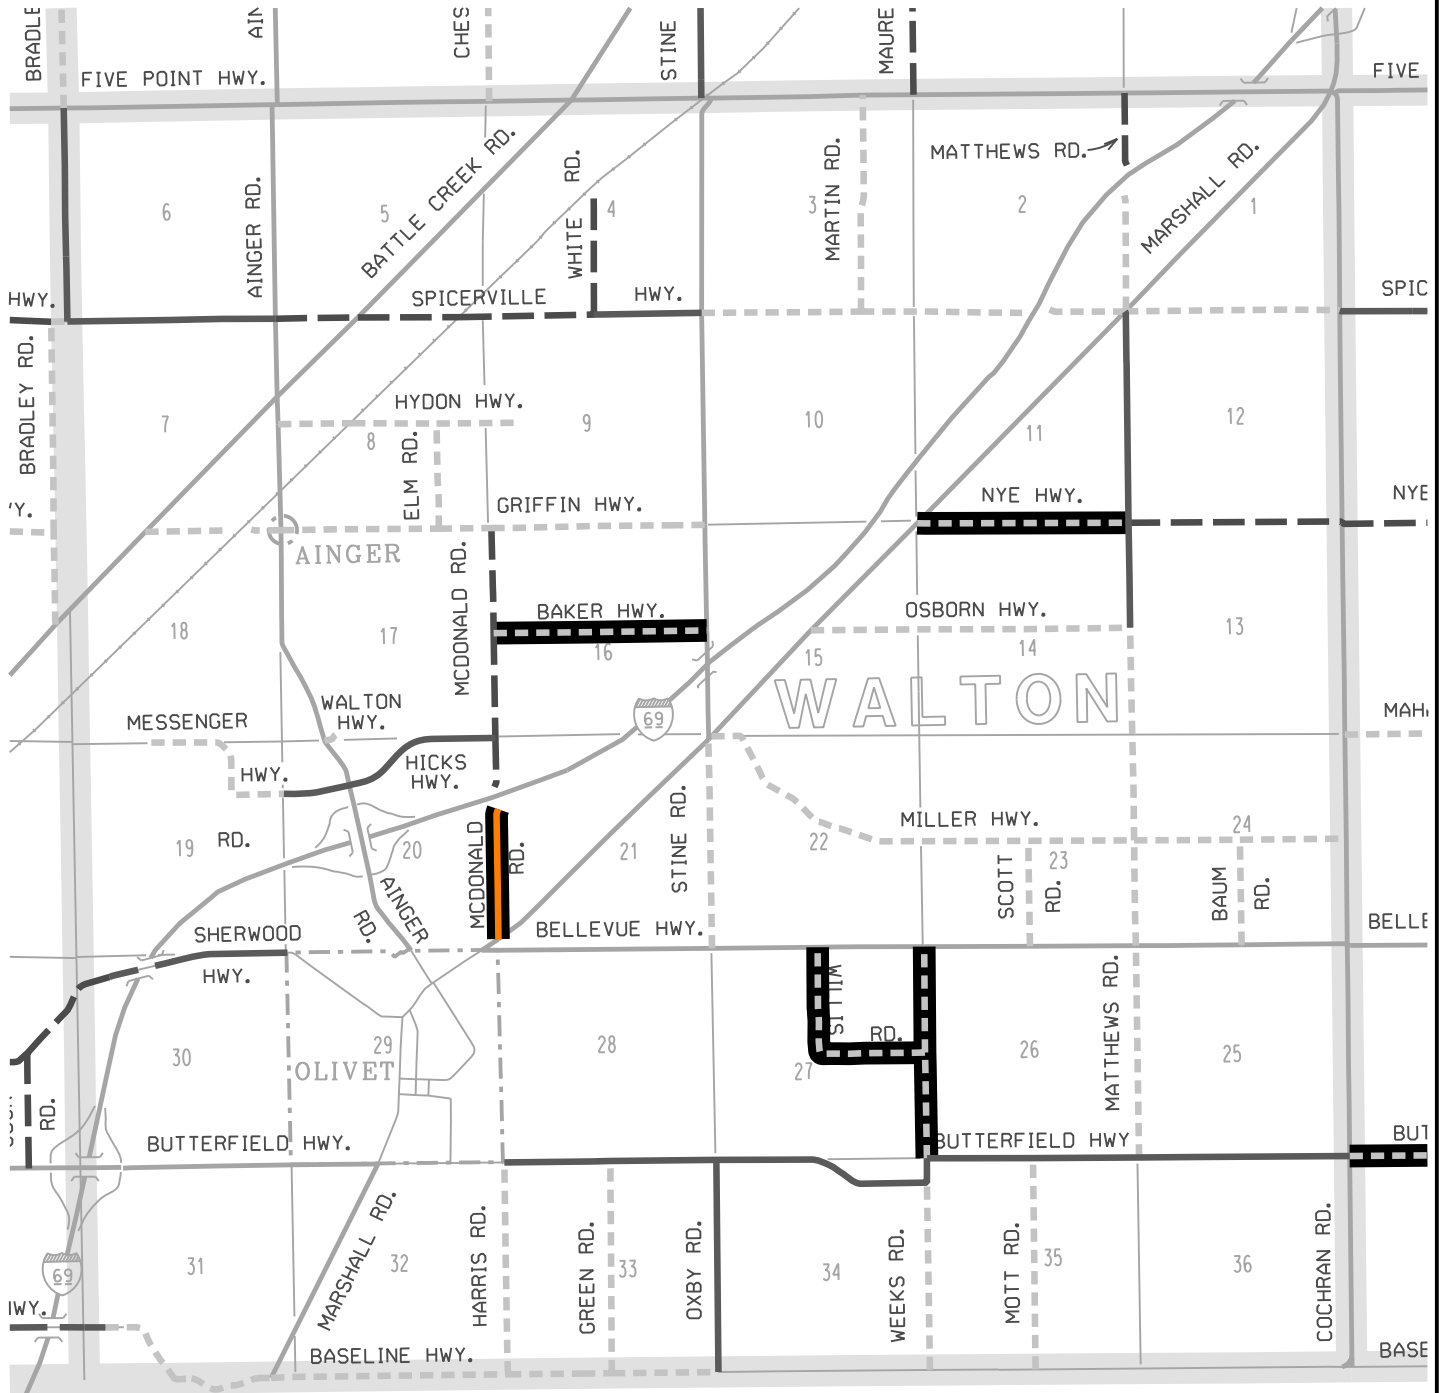 BRADLE
AIN
CHES
STINE
MAURE
FIVE POINT HWY.
FIVE
BATTLE CREEK RD.
MATTHEWS RD.
MARSHALL RD.
AINGER RD.
WHITE RD.
MARTIN RD.
6
5
4
3
2
1
HWY.
SPICERVILLE HWY.
SPIC
BRADLEY RD.
HYDON HWY.
7
8
9
10
11
12
ELM RD.
GRIFFIN HWY.
NYE HWY.
NYE
Y.
AINGER
MCDONALD RD.
BAKER HWY.
OSBORN HWY.
18
17
16
15
14
13
WALTON
MESSENGER HWY.
WALTON
HWY.
69
MAH
HICKS
HWY.
STINE RD.
MILLER HWY.
19
RD.
20
21
22
23
24
MCDONALD RD.
SCOTT RD.
BAUM RD.
AINGER RD.
SHERWOOD
HWY.
BELLEVUE HWY.
BELLE
WILLIS RD.
MATTHEWS RD.
30
29
28
27
26
25
OLIVET
RD.
BUTTERFIELD HWY.
BUTTERFIELD HWY
BUT
MARSHALL RD.
HARRIS RD.
GREEN RD.
OXBY RD.
WEEKS RD.
MOTT RD.
COCHRAN RD.
31
32
33
34
35
36
69
HWY.
BASELINE HWY.
BASE